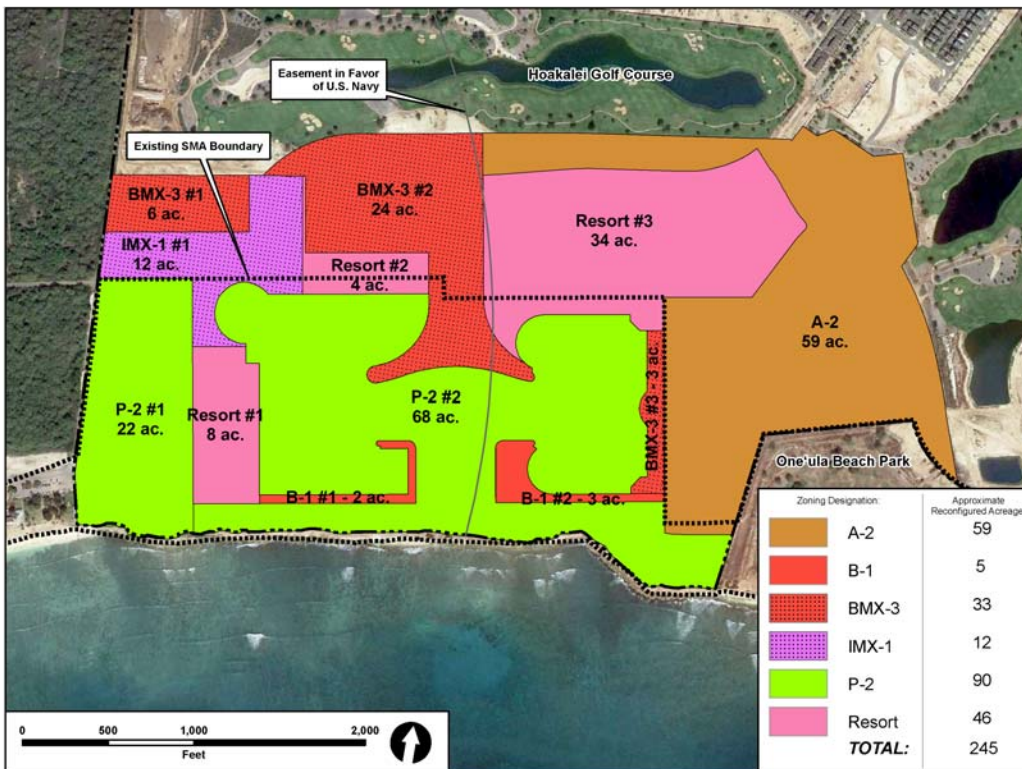 Easement in Favor
of U.S. Navy
Hoakalei Golf Course
Existing SMA Boundary
BMX-3 #1
6 ac.
BMX-3 #2
24 ac.
Resort #3
34 ac.
IMX-1 #1
12 ac.
Resort #2
4 ac.
A-2
59 ac.
P-2 #1
22 ac.
Resort #1
8 ac.
P-2 #2
68 ac.
BMX-3 #3 - 3 ac.
One'ula Beach Park
B-1 #1 - 2 ac.
B-1 #2 - 3 ac.
Zoning Designation: Approximate
Reconfigured Acreage
A-2 59
B-1 5
BMX-3 33
IMX-1 12
P-2 90
Resort 46
TOTAL: 245
0 500 1,000 2,000
Feet